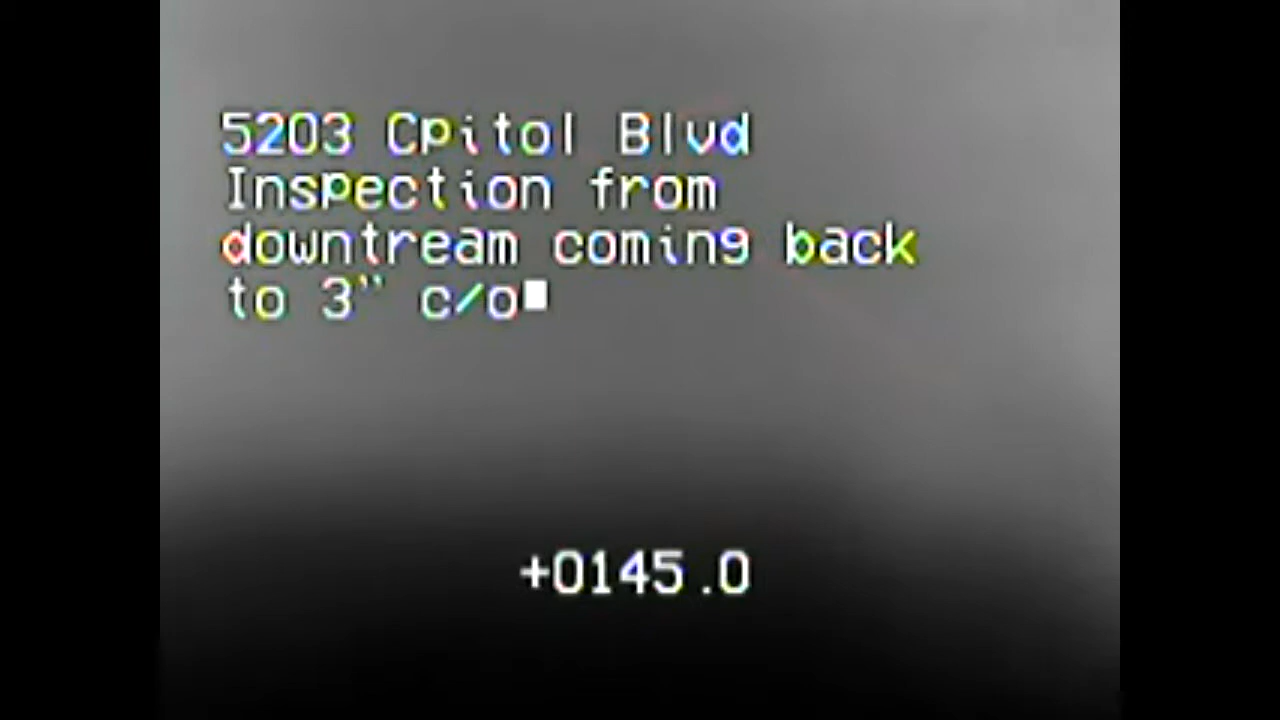 5203 Cpitol Blvd
Inspection from
downtream coming back
to 3" c/o
+0145.0